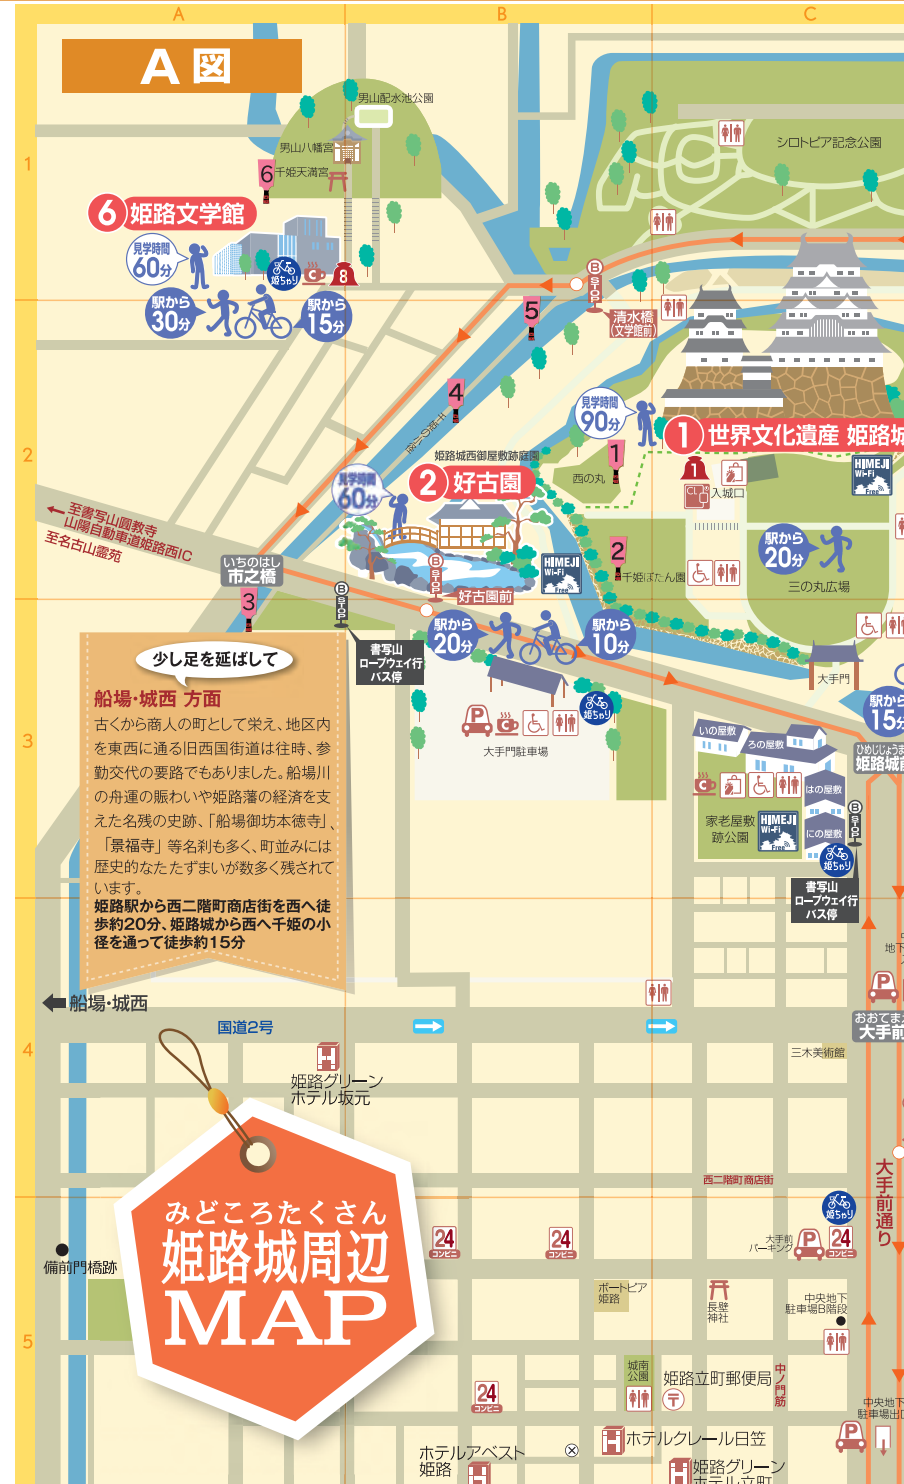 A
B
C
A図
1
2
3
4
5
男山配水池公園
男山八幡宮
千姫天満宮
6
シロトピア記念公園
6 姫路文学館
見学時間
60分
姫ちゃり
C
8
駅から
30分
駅から
15分
B
STOP
清水橋
(文学館前)
5
4
千姫の小径
見学時間
90分
1 世界文化遺産 姫路城
1
西の丸
1
入城口
HIMEJI
Wi-Fi
Free
姫路城西御屋敷跡庭園
見学時間
60分
2 好古園
至書写山圓教寺
山陽自動車道姫路西IC
至名古山霊苑
いちのはし
市之橋
3
B
STOP
B
STOP
好古園前
HIMEJI
Wi-Fi
Free
2
千姫ぼたん園
駅から
20分
三の丸広場
駅から
20分
駅から
10分
書写山
ロープウェイ行
バス停
大手門
駅から
15分
P
C
姫ちゃり
大手門駐車場
いの屋敷
ろの屋敷
はの屋敷
にの屋敷
C
家老屋敷
跡公園
HIMEJI
Wi-Fi
Free
姫ちゃり
B
STOP
書写山
ロープウェイ行
バス停
少し足を延ばして
船場・城西 方面
古くから商人の町として栄え、地区内
を東西に通る旧西国街道は往時、参
勤交代の要路でもありました。船場川
の舟運の賑わいや姫路藩の経済を支
えた名残の史跡、「船場御坊本徳寺」、
「景福寺」等名刹も多く、町並みには
歴史的なたたずまいが数多く残されて
います。
姫路駅から西二階町商店街を西へ徒
歩約20分、姫路城から西へ千姫の小
径を通って徒歩約15分
船場・城西
国道2号
P
おおてまえ
大手前
三木美術館
姫路グリーン
ホテル坂元
西二階町商店街
大手前通り
みどころたくさん
姫路城周辺
MAP
備前門橋跡
24
コンビニ
24
コンビニ
姫ちゃり
大手前
パーキング
P
24
コンビニ
ポートピア
姫路
長壁
神社
中央地下
駐車場B階段
城南
公園
姫路立町郵便局
中ノ門筋
24
コンビニ
中央地下
駐車場出口
P
ホテルクレール日笠
H
ホテルアベスト
姫路
H
姫路グリーン
ホテル立町
H